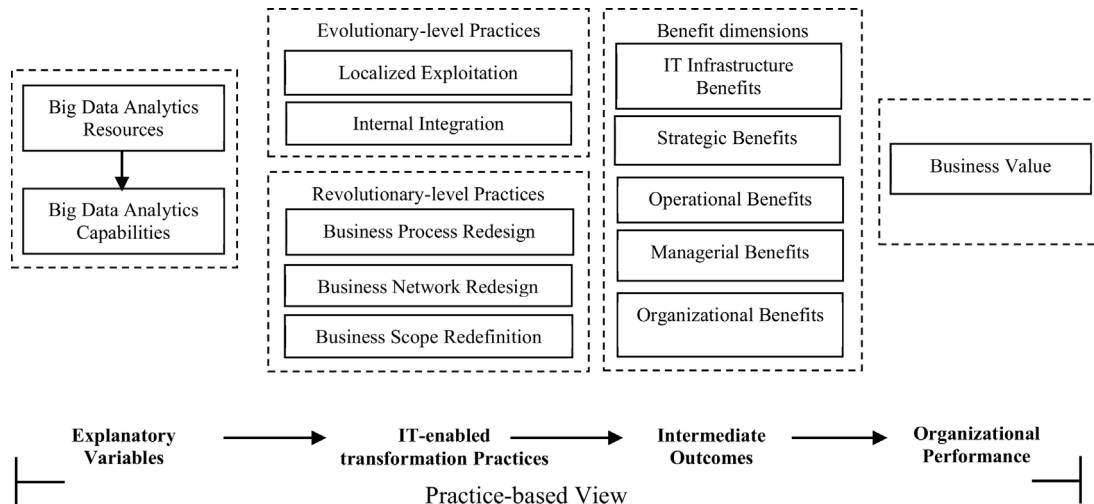 Big Data Analytics
Resources
Big Data Analytics
Capabilities
Evolutionary-level Practices
Localized Exploitation
Internal Integration
Revolutionary-level Practices
Business Process Redesign
Business Network Redesign
Business Scope Redefinition
Benefit dimensions
IT Infrastructure
Benefits
Strategic Benefits
Operational Benefits
Managerial Benefits
Organizational Benefits
Business Value
Explanatory
Variables
IT-enabled
transformation Practices
Intermediate
Outcomes
Organizational
Performance
Practice-based View